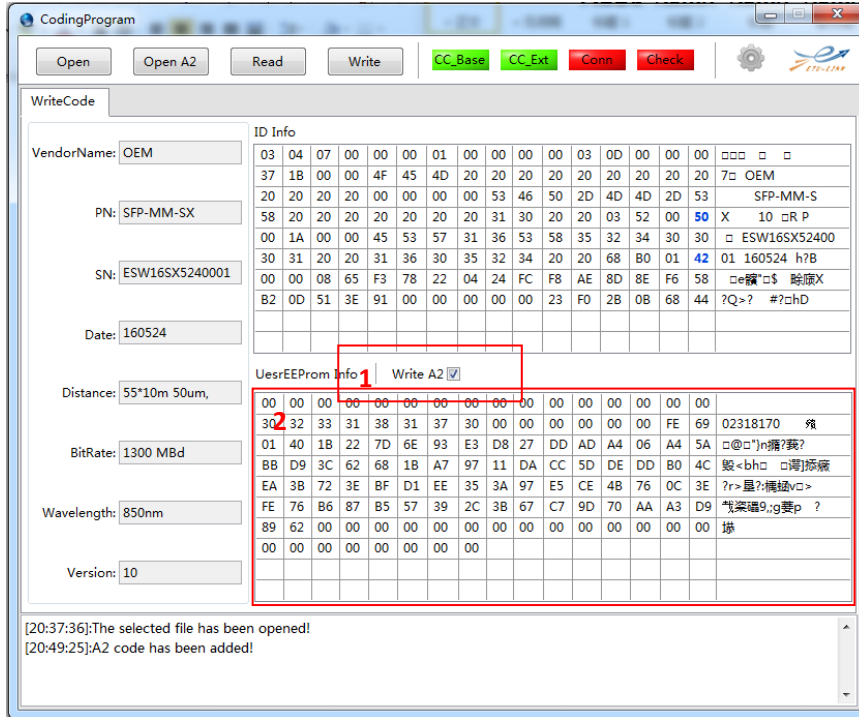 CodingProgram
Open
Open A2
Read
Write
CC_Base
CC_Ext
Conn
Check
ETU-LINK
WriteCode
VendorName: OEM
PN: SFP-MM-SX
SN: ESW16SX5240001
Date: 160524
Distance: 55*10m 50um,
BitRate: 1300 MBd
Wavelength: 850nm
Version: 10
ID Info
03 04 07 00 00 00 01 00 00 00 00 03 0D 00 00 00
37 1B 00 00 4F 45 4D 20 20 20 20 20 20 20 20 20 7□ OEM
20 20 20 20 00 00 00 00 53 46 50 2D 4D 4D 2D 53 SFP-MM-S
58 20 20 20 20 20 20 20 31 30 20 20 03 52 00 50 X 10 □R P
00 1A 00 00 45 53 57 31 36 53 58 35 32 34 30 30 □ ESW16SX52400
30 31 20 20 31 36 30 35 32 34 20 20 68 B0 01 42 01 160524 h?B
00 00 08 65 F3 78 22 04 24 FC F8 AE 8D 8E F6 58
B2 0D 51 3E 91 00 00 00 00 00 23 F0 2B 0B 68 44 ?Q>? #?□hD
UesrEEProm Info
1
Write A2
2
00 00 00 00 00 00 00 00 00 00 00 00 00 00 00 00
30 32 33 31 38 31 37 30 00 00 00 00 00 00 FE 69 02318170
01 40 1B 22 7D 6E 93 E3 D8 27 DD AD A4 06 A4 5A
BB D9 3C 62 68 1B A7 97 11 DA CC 5D DE DD B0 4C
EA 3B 72 3E BF D1 EE 35 3A 97 E5 CE 4B 76 0C 3E
FE 76 B6 87 B5 57 39 2C 3B 67 C7 9D 70 AA A3 D9
89 62 00 00 00 00 00 00 00 00 00 00 00 00 00 00
00 00 00 00 00 00 00 00
[20:37:36]:The selected file has been opened!
[20:49:25]:A2 code has been added!